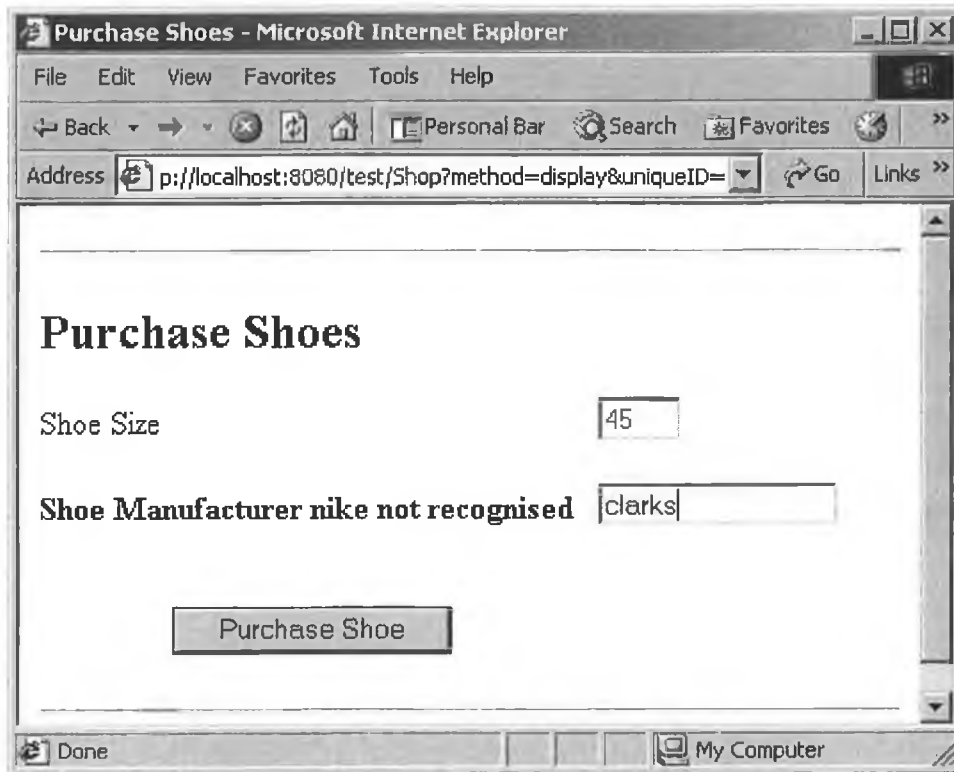 Purchase Shoes - Microsoft Internet Explorer
File Edit View Favorites Tools Help
Back Personal Bar Search Favorites »
Address p://localhost:8080/test/Shop?method=display&uniqueID= Go Links »
Purchase Shoes
Shoe Size 45
Shoe Manufacturer nike not recognised clarks
Purchase Shoe
Done My Computer